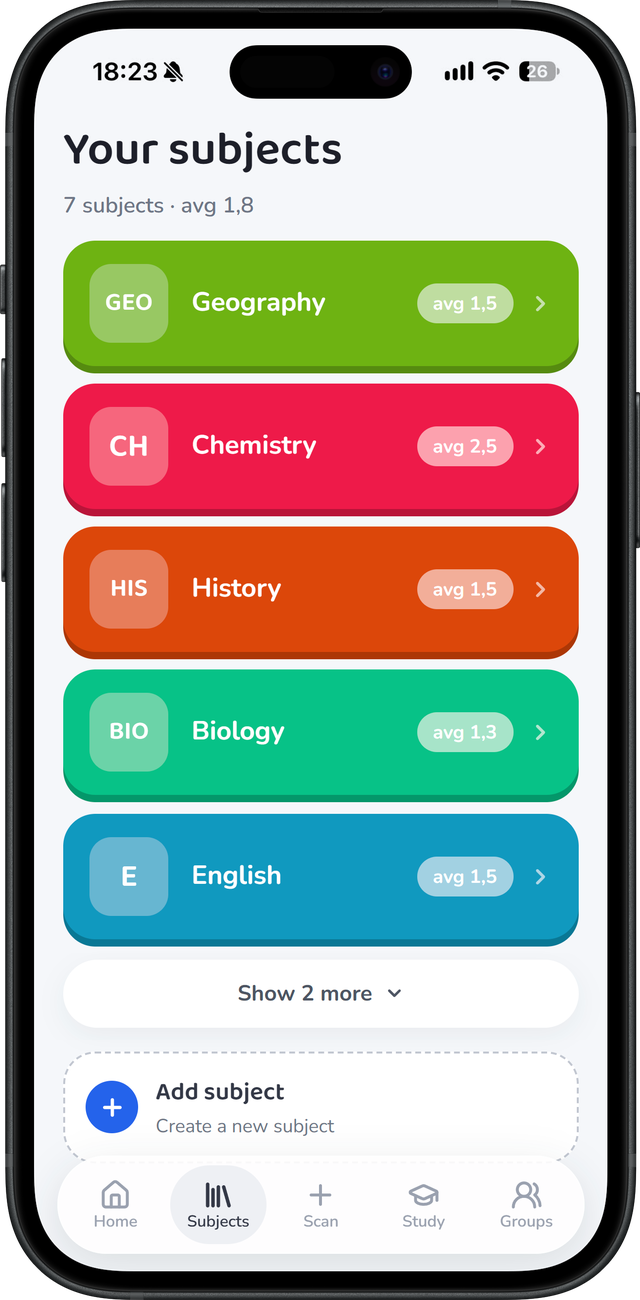 18:23 26
Your subjects
7 subjects · avg 1,8
GEO Geography avg 1,5
CH Chemistry avg 2,5
HIS History avg 1,5
BIO Biology avg 1,3
E English avg 1,5
Show 2 more
Add subject
Create a new subject
Home Subjects Scan Study Groups